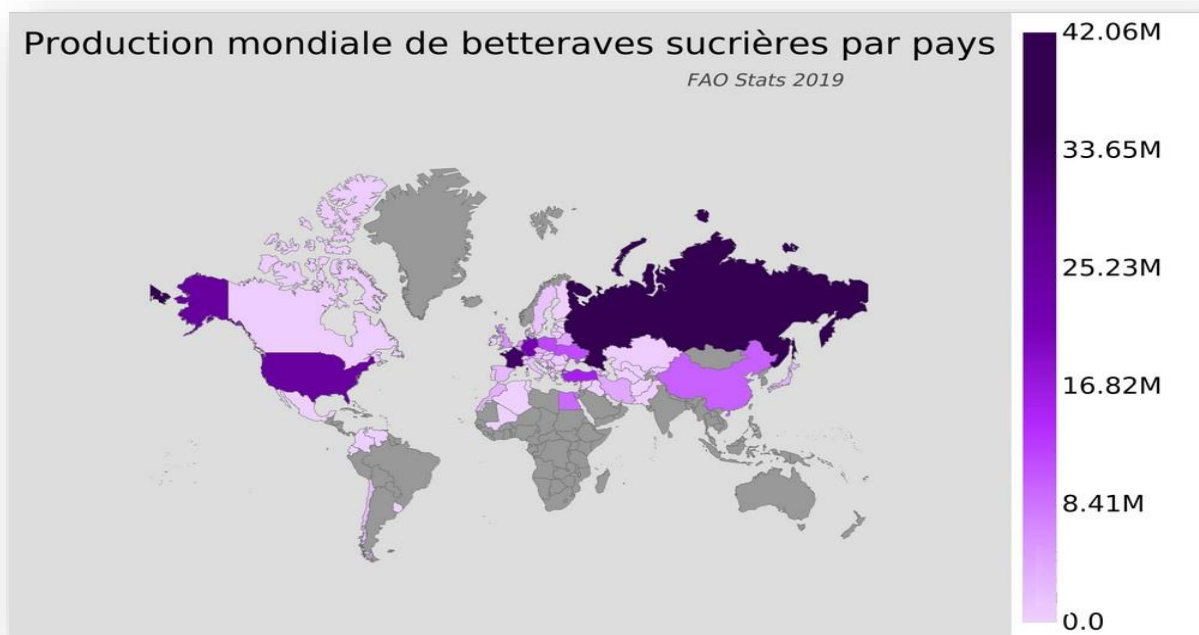 Production mondiale de betteraves sucrières par pays
FAO Stats 2019
42.06M
33.65M
25.23M
16.82M
8.41M
0.0